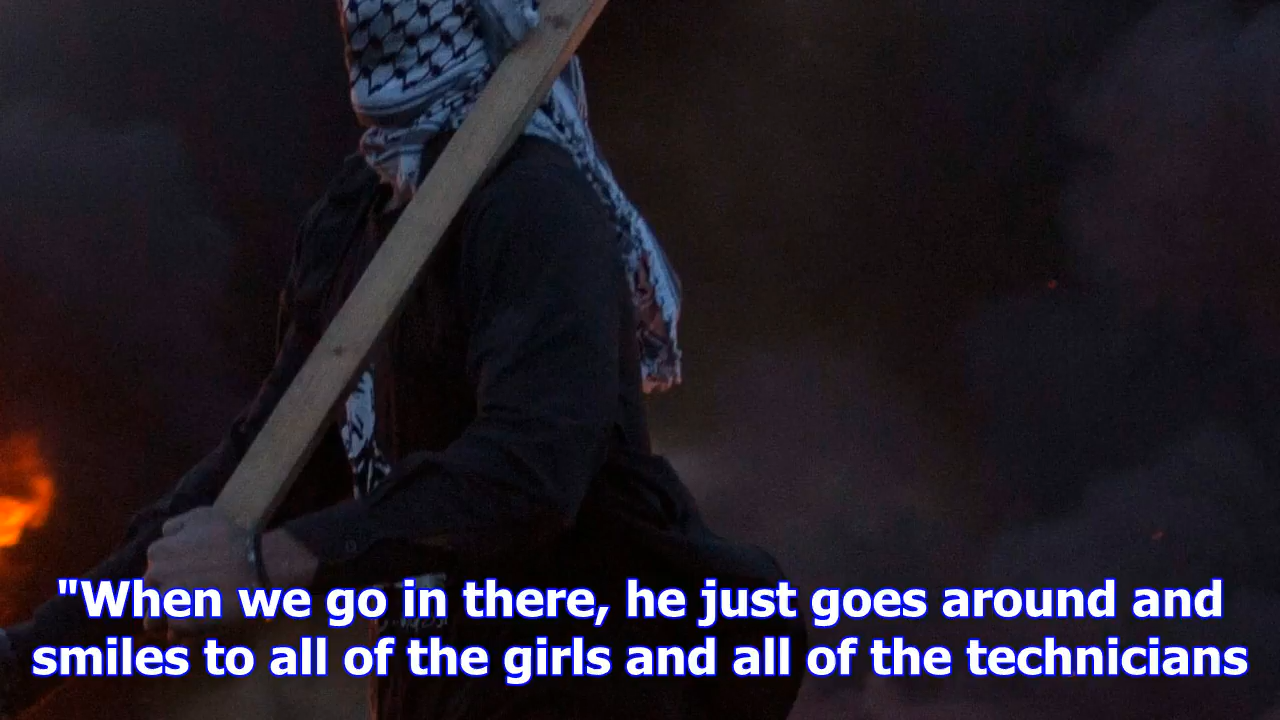 "When we go in there, he just goes around and
smiles to all of the girls and all of the technicians